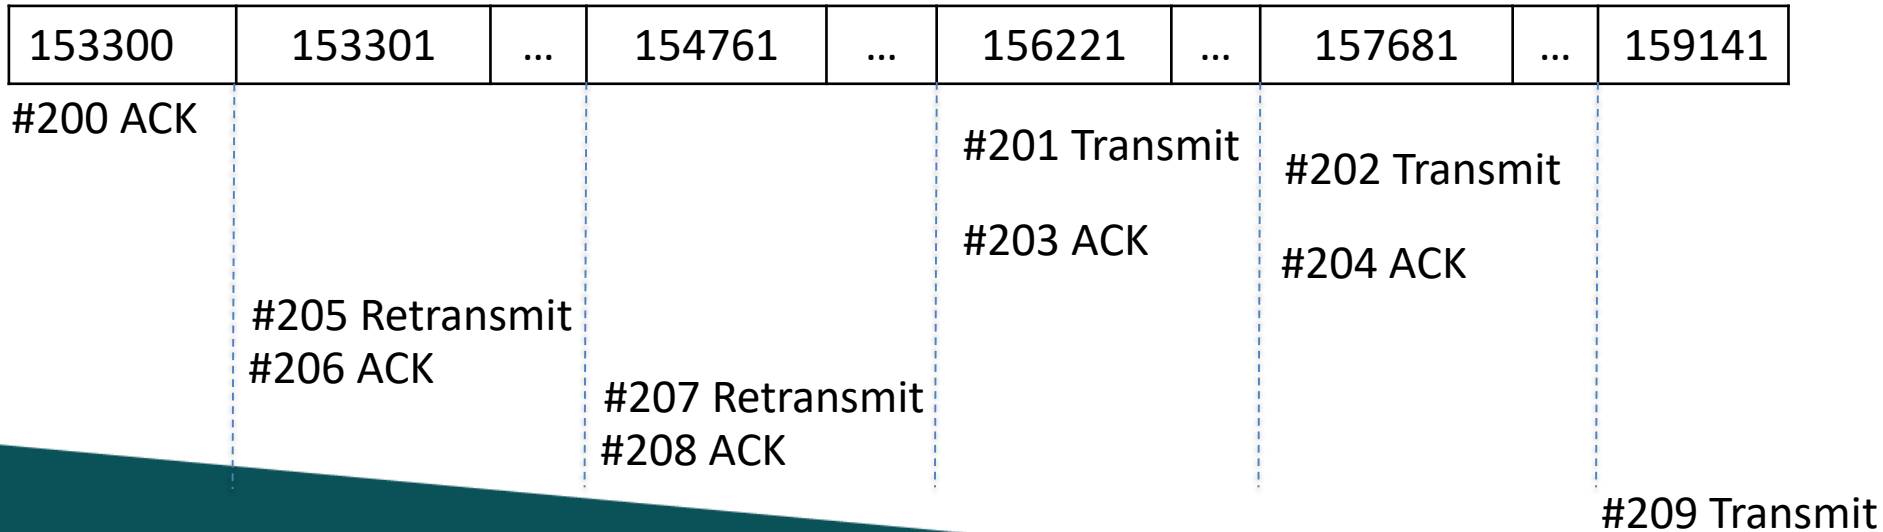 153300 153301 ... 154761 ... 156221 ... 157681 ... 159141
#200 ACK
#201 Transmit
#202 Transmit
#203 ACK
#204 ACK
#205 Retransmit
#206 ACK
#207 Retransmit
#208 ACK
#209 Transmit